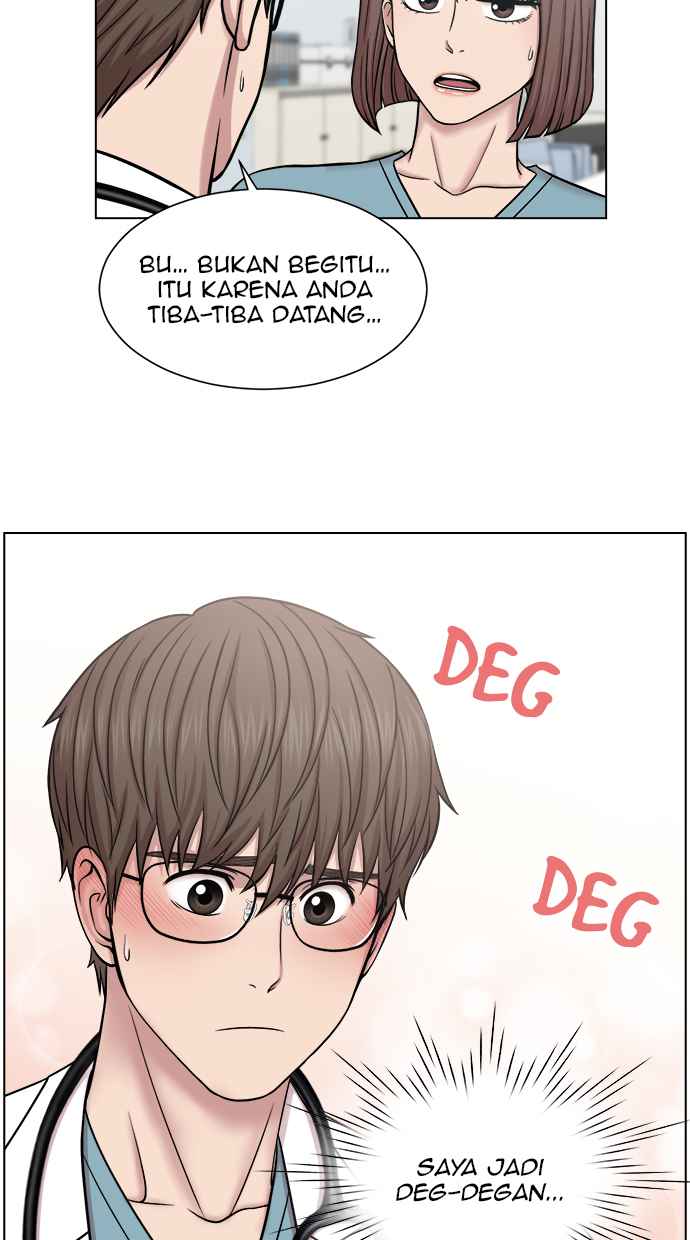 BU... BUKAN BEGITU...
ITU KARENA ANDA
TIBA-TIBA DATANG...
DEG
DEG
SAYA JADI
DEG-DEGAN...